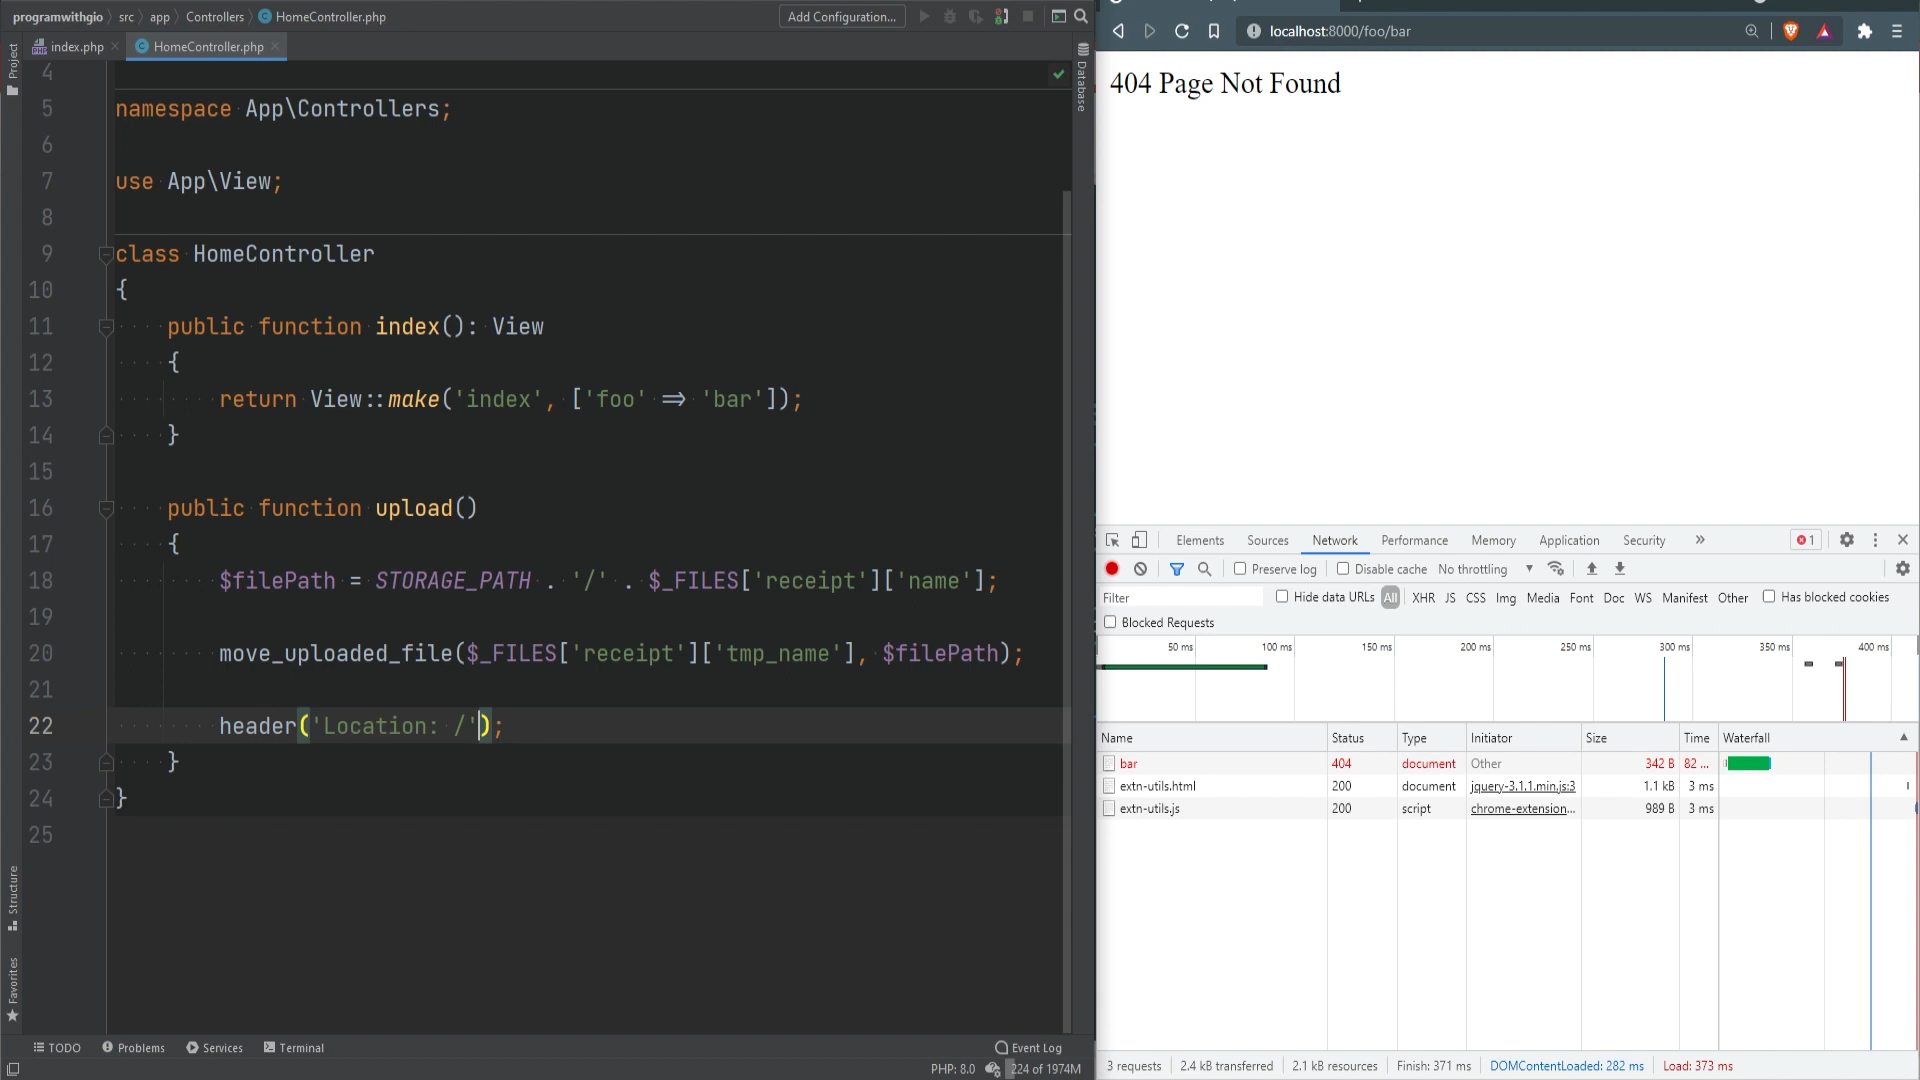 programwithgio src app Controllers HomeController.php
Add Configuration...
index.php HomeController.php
Project
Database
4
5 namespace App\Controllers;
6
7 use App\View;
8
9 class HomeController
10 {
11 public function index(): View
12 {
13 return View::make('index', ['foo' => 'bar']);
14 }
15
16 public function upload()
17 {
18 $filePath = STORAGE_PATH . '/' . $_FILES['receipt']['name'];
19
20 move_uploaded_file($_FILES['receipt']['tmp_name'], $filePath);
21
22 header('Location: /');
23 }
24 }
25
Structure
Favorites
TODO Problems Services Terminal Event Log
PHP: 8.0 224 of 1974M
localhost:8000/foo/bar
404 Page Not Found
Elements Sources Network Performance Memory Application Security » 1
Preserve log Disable cache No throttling
Filter Hide data URLs All XHR JS CSS Img Media Font Doc WS Manifest Other Has blocked cookies
Blocked Requests
50 ms 100 ms 150 ms 200 ms 250 ms 300 ms 350 ms 400 ms
Name Status Type Initiator Size Time Waterfall
bar 404 document Other 342 B 82 ...
extn-utils.html 200 document jquery-3.1.1.min.js:3 1.1 kB 3 ms
extn-utils.js 200 script chrome-extension... 989 B 3 ms
3 requests 2.4 kB transferred 2.1 kB resources Finish: 371 ms DOMContentLoaded: 282 ms Load: 373 ms